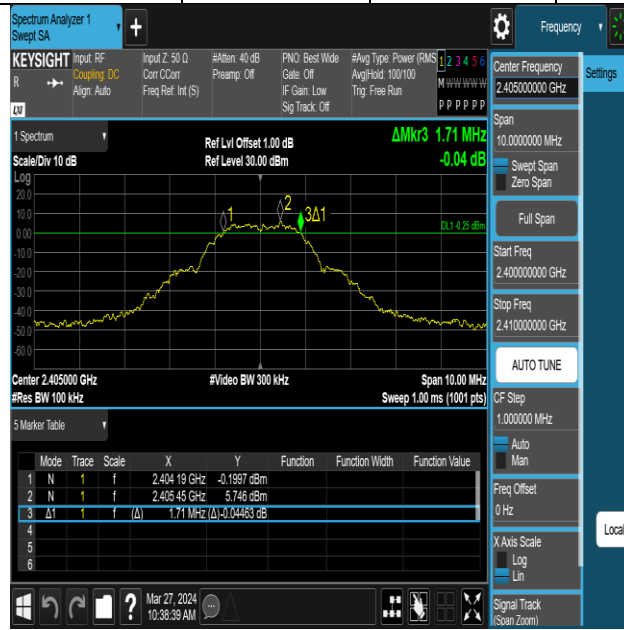 Spectrum Analyzer 1
Swept SA
+
Frequency
KEYSIGHT Input: RF Input Z: 50 Ω #Atten: 40 dB PNO: Best Wide #Avg Type: Power (RMS 1 2 3 4 5 6
R Coupling: DC Corr CCorr Preamp: Off Gate: Off Avg|Hold: 100/100 M W W W W W
Align: Auto Freq Ref: Int (S) IF Gain: Low Trig: Free Run
LXI Sig Track: Off P P P P P P
1 Spectrum
Ref Lvl Offset 1.00 dB ΔMkr3 1.71 MHz
Scale/Div 10 dB Ref Level 30.00 dBm -0.04 dB
Log
20.0
10.0
0.00
-10.0
-20.0
-30.0
-40.0
-50.0
-60.0
1
2
3Δ1
DL1 -0.25 dBm
Center 2.405000 GHz #Video BW 300 kHz Span 10.00 MHz
#Res BW 100 kHz Sweep 1.00 ms (1001 pts)
5 Marker Table
Mode Trace Scale X Y Function Function Width Function Value
1 N 1 f 2.404 19 GHz -0.1997 dBm
2 N 1 f 2.405 45 GHz 5.746 dBm
3 Δ1 1 f (Δ) 1.71 MHz (Δ) -0.04463 dB
4
5
6
Mar 27, 2024
10:38:39 AM
?
Center Frequency
2.405000000 GHz
Settings
Span
10.0000000 MHz
Swept Span
Zero Span
Full Span
Start Freq
2.400000000 GHz
Stop Freq
2.410000000 GHz
AUTO TUNE
CF Step
1.000000 MHz
Auto
Man
Freq Offset
0 Hz
Local
X Axis Scale
Log
Lin
Signal Track
(Span Zoom)